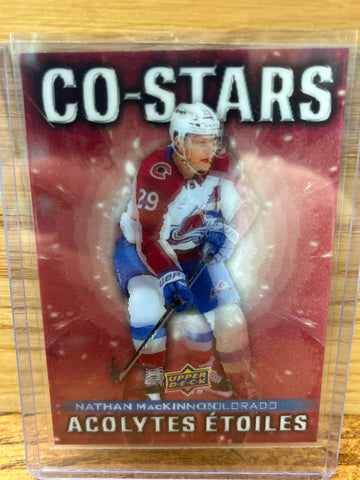 CO-STARS
29
A
UPPER
DECK
NATHAN MacKINNON
COLORADO
ACOLYTES ÉTOILES